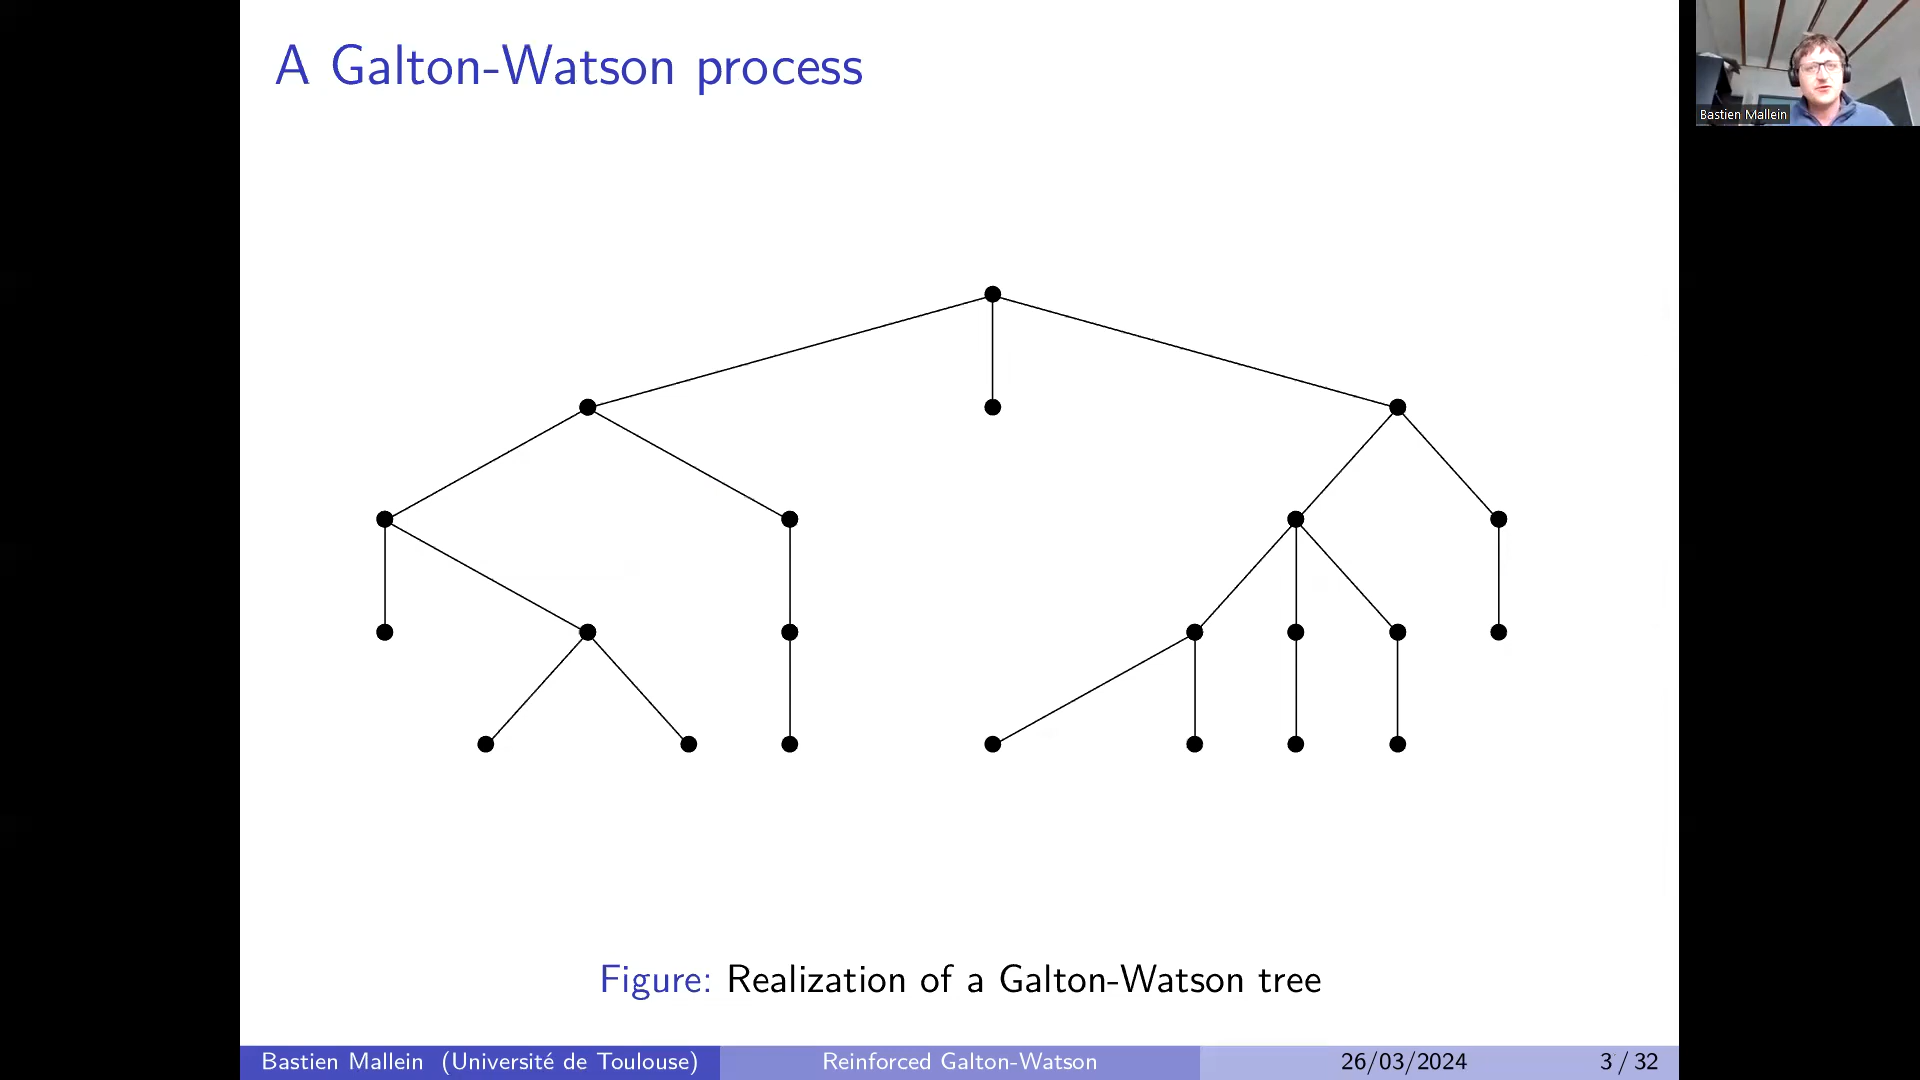 A Galton-Watson process
Bastien Mallein
Figure: Realization of a Galton-Watson tree
Bastien Mallein (Université de Toulouse) Reinforced Galton-Watson 26/03/2024 3 / 32